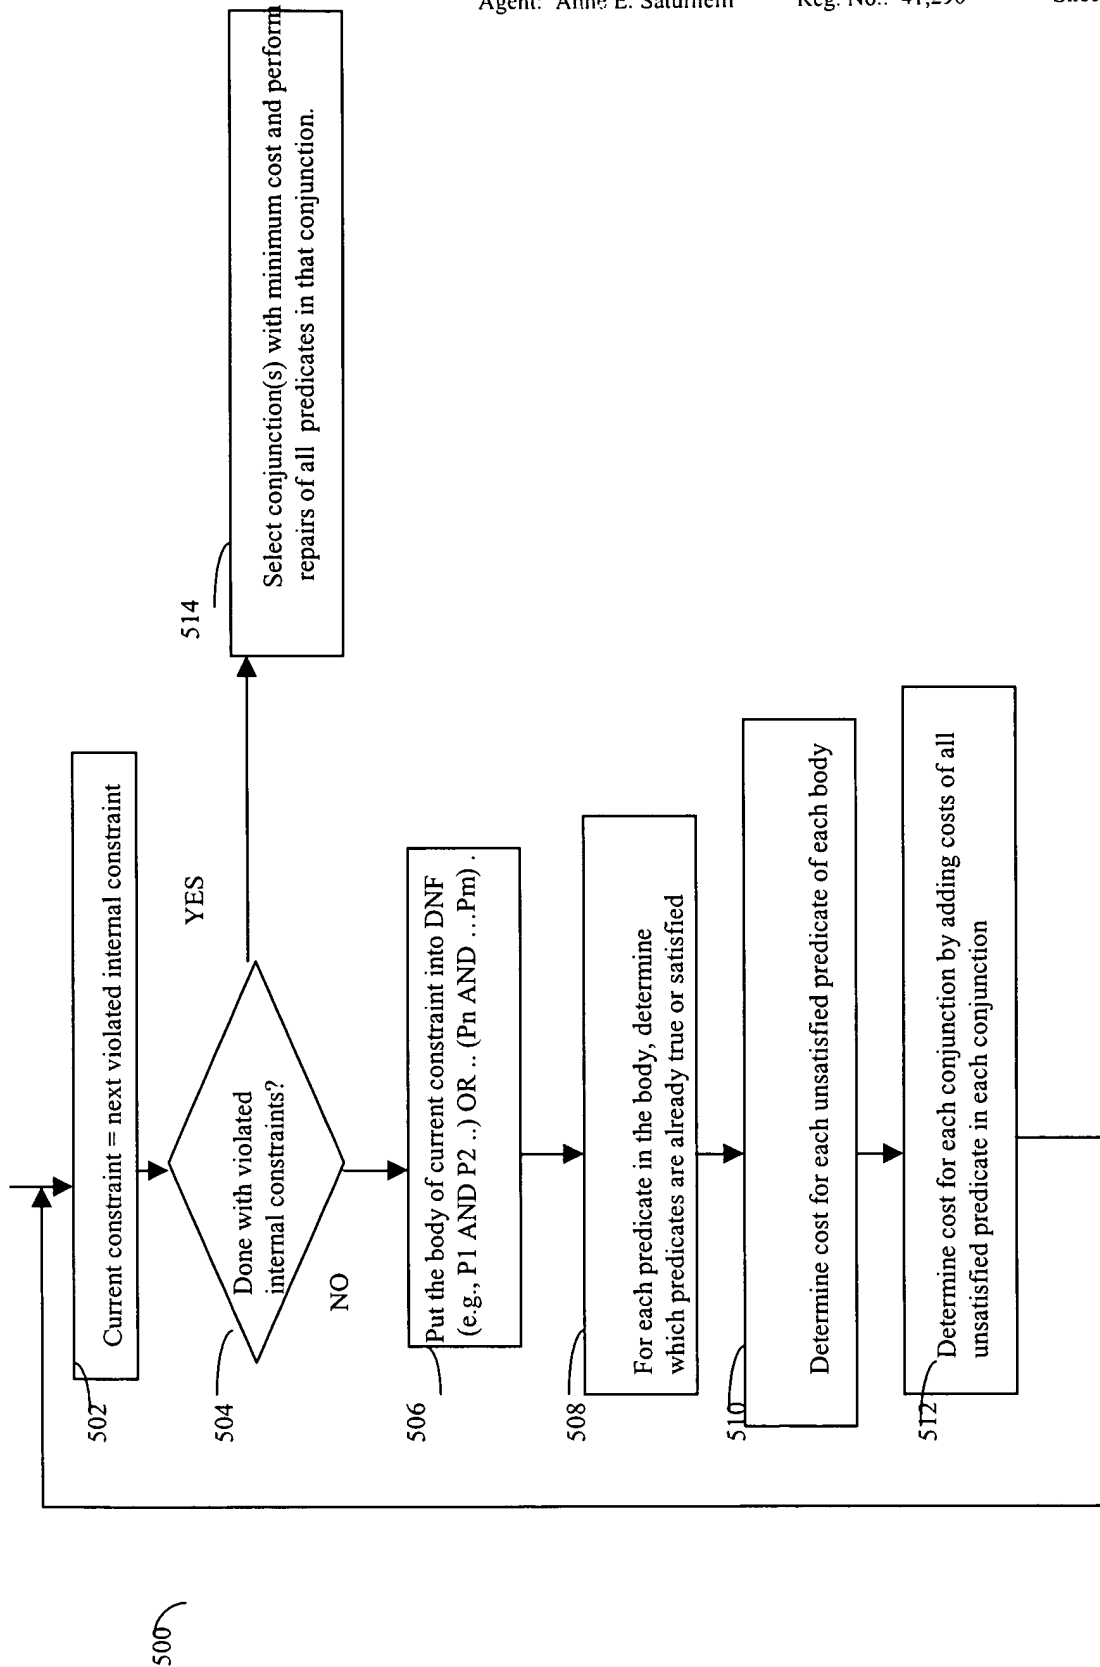 Agent: Anne E. Saturnelli Reg. No.: 41,290
500
502
Current constraint = next violated internal constraint
504
Done with violated
internal constraints?
YES
NO
514
Select conjunction(s) with minimum cost and perform
repairs of all predicates in that conjunction.
506
Put the body of current constraint into DNF
(e.g., P1 AND P2 ..) OR .. (Pn AND ...Pm) .
508
For each predicate in the body, determine
which predicates are already true or satisfied
510
Determine cost for each unsatisfied predicate of each body
512
Determine cost for each conjunction by adding costs of all
unsatisfied predicate in each conjunction